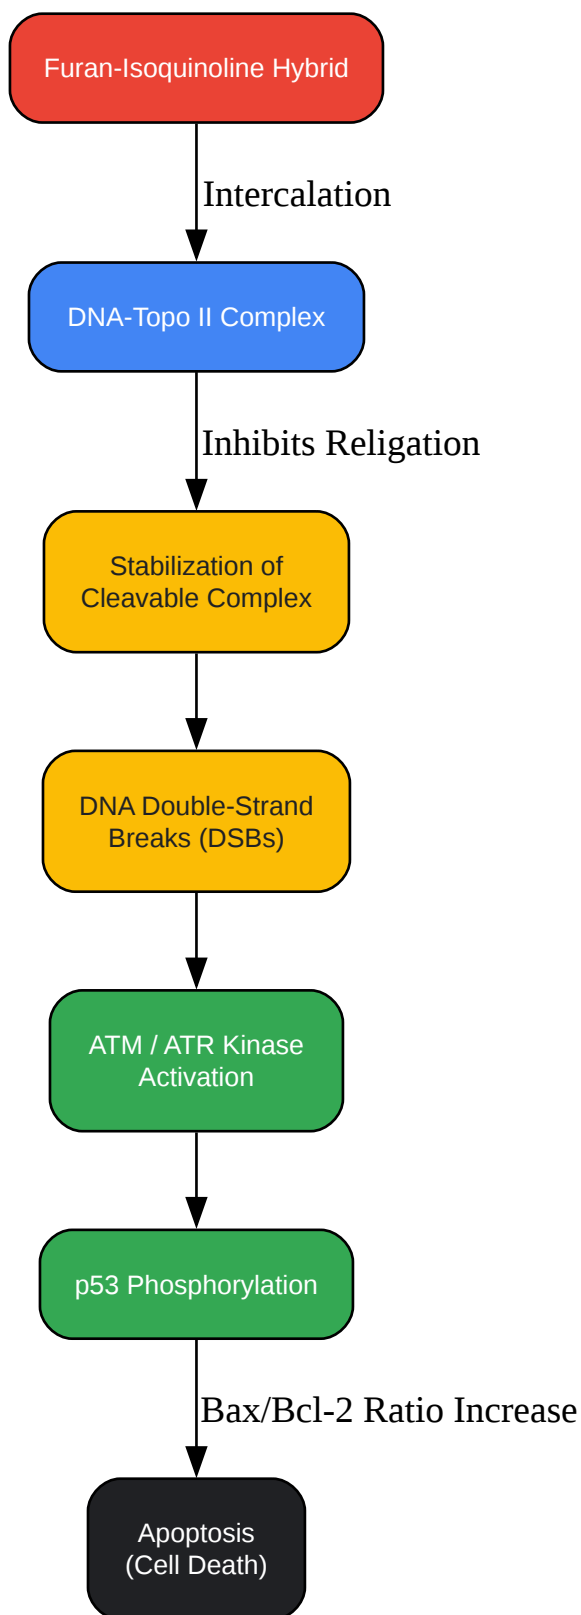 Furan-Isoquinoline Hybrid
Intercalation
DNA-Topo II Complex
Inhibits Religation
Stabilization of
Cleavable Complex
DNA Double-Strand
Breaks (DSBs)
ATM / ATR Kinase
Activation
p53 Phosphorylation
Bax/Bcl-2 Ratio Increase
Apoptosis
(Cell Death)